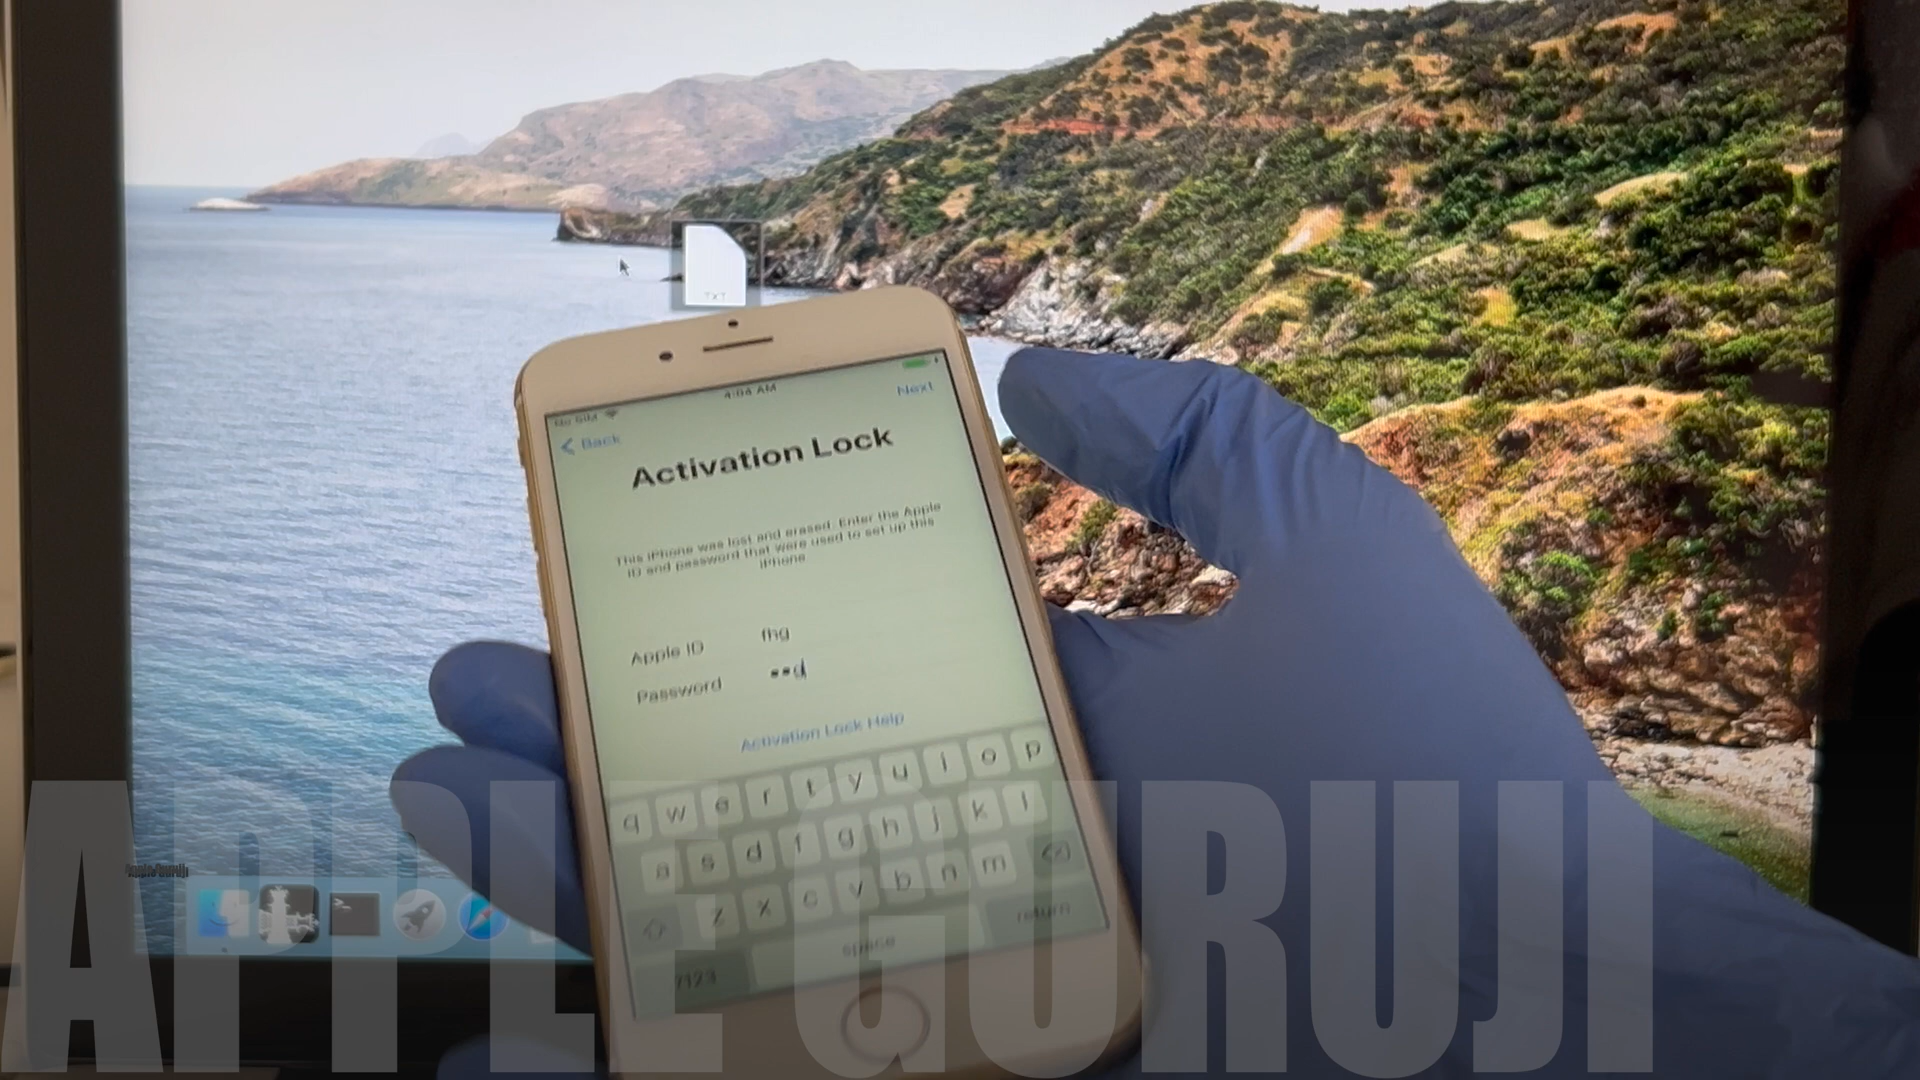 TXT
No SIM 4:04 AM
Back Next
Activation Lock
This iPhone was lost and erased. Enter the Apple
ID and password that were used to set up this
iPhone
Apple ID fhg
Password ••d
Activation Lock Help
q w e r t y u i o p
a s d f g h j k l
z x c v b n m
?123 space return
Apple Guruji
APPLE GURUJI